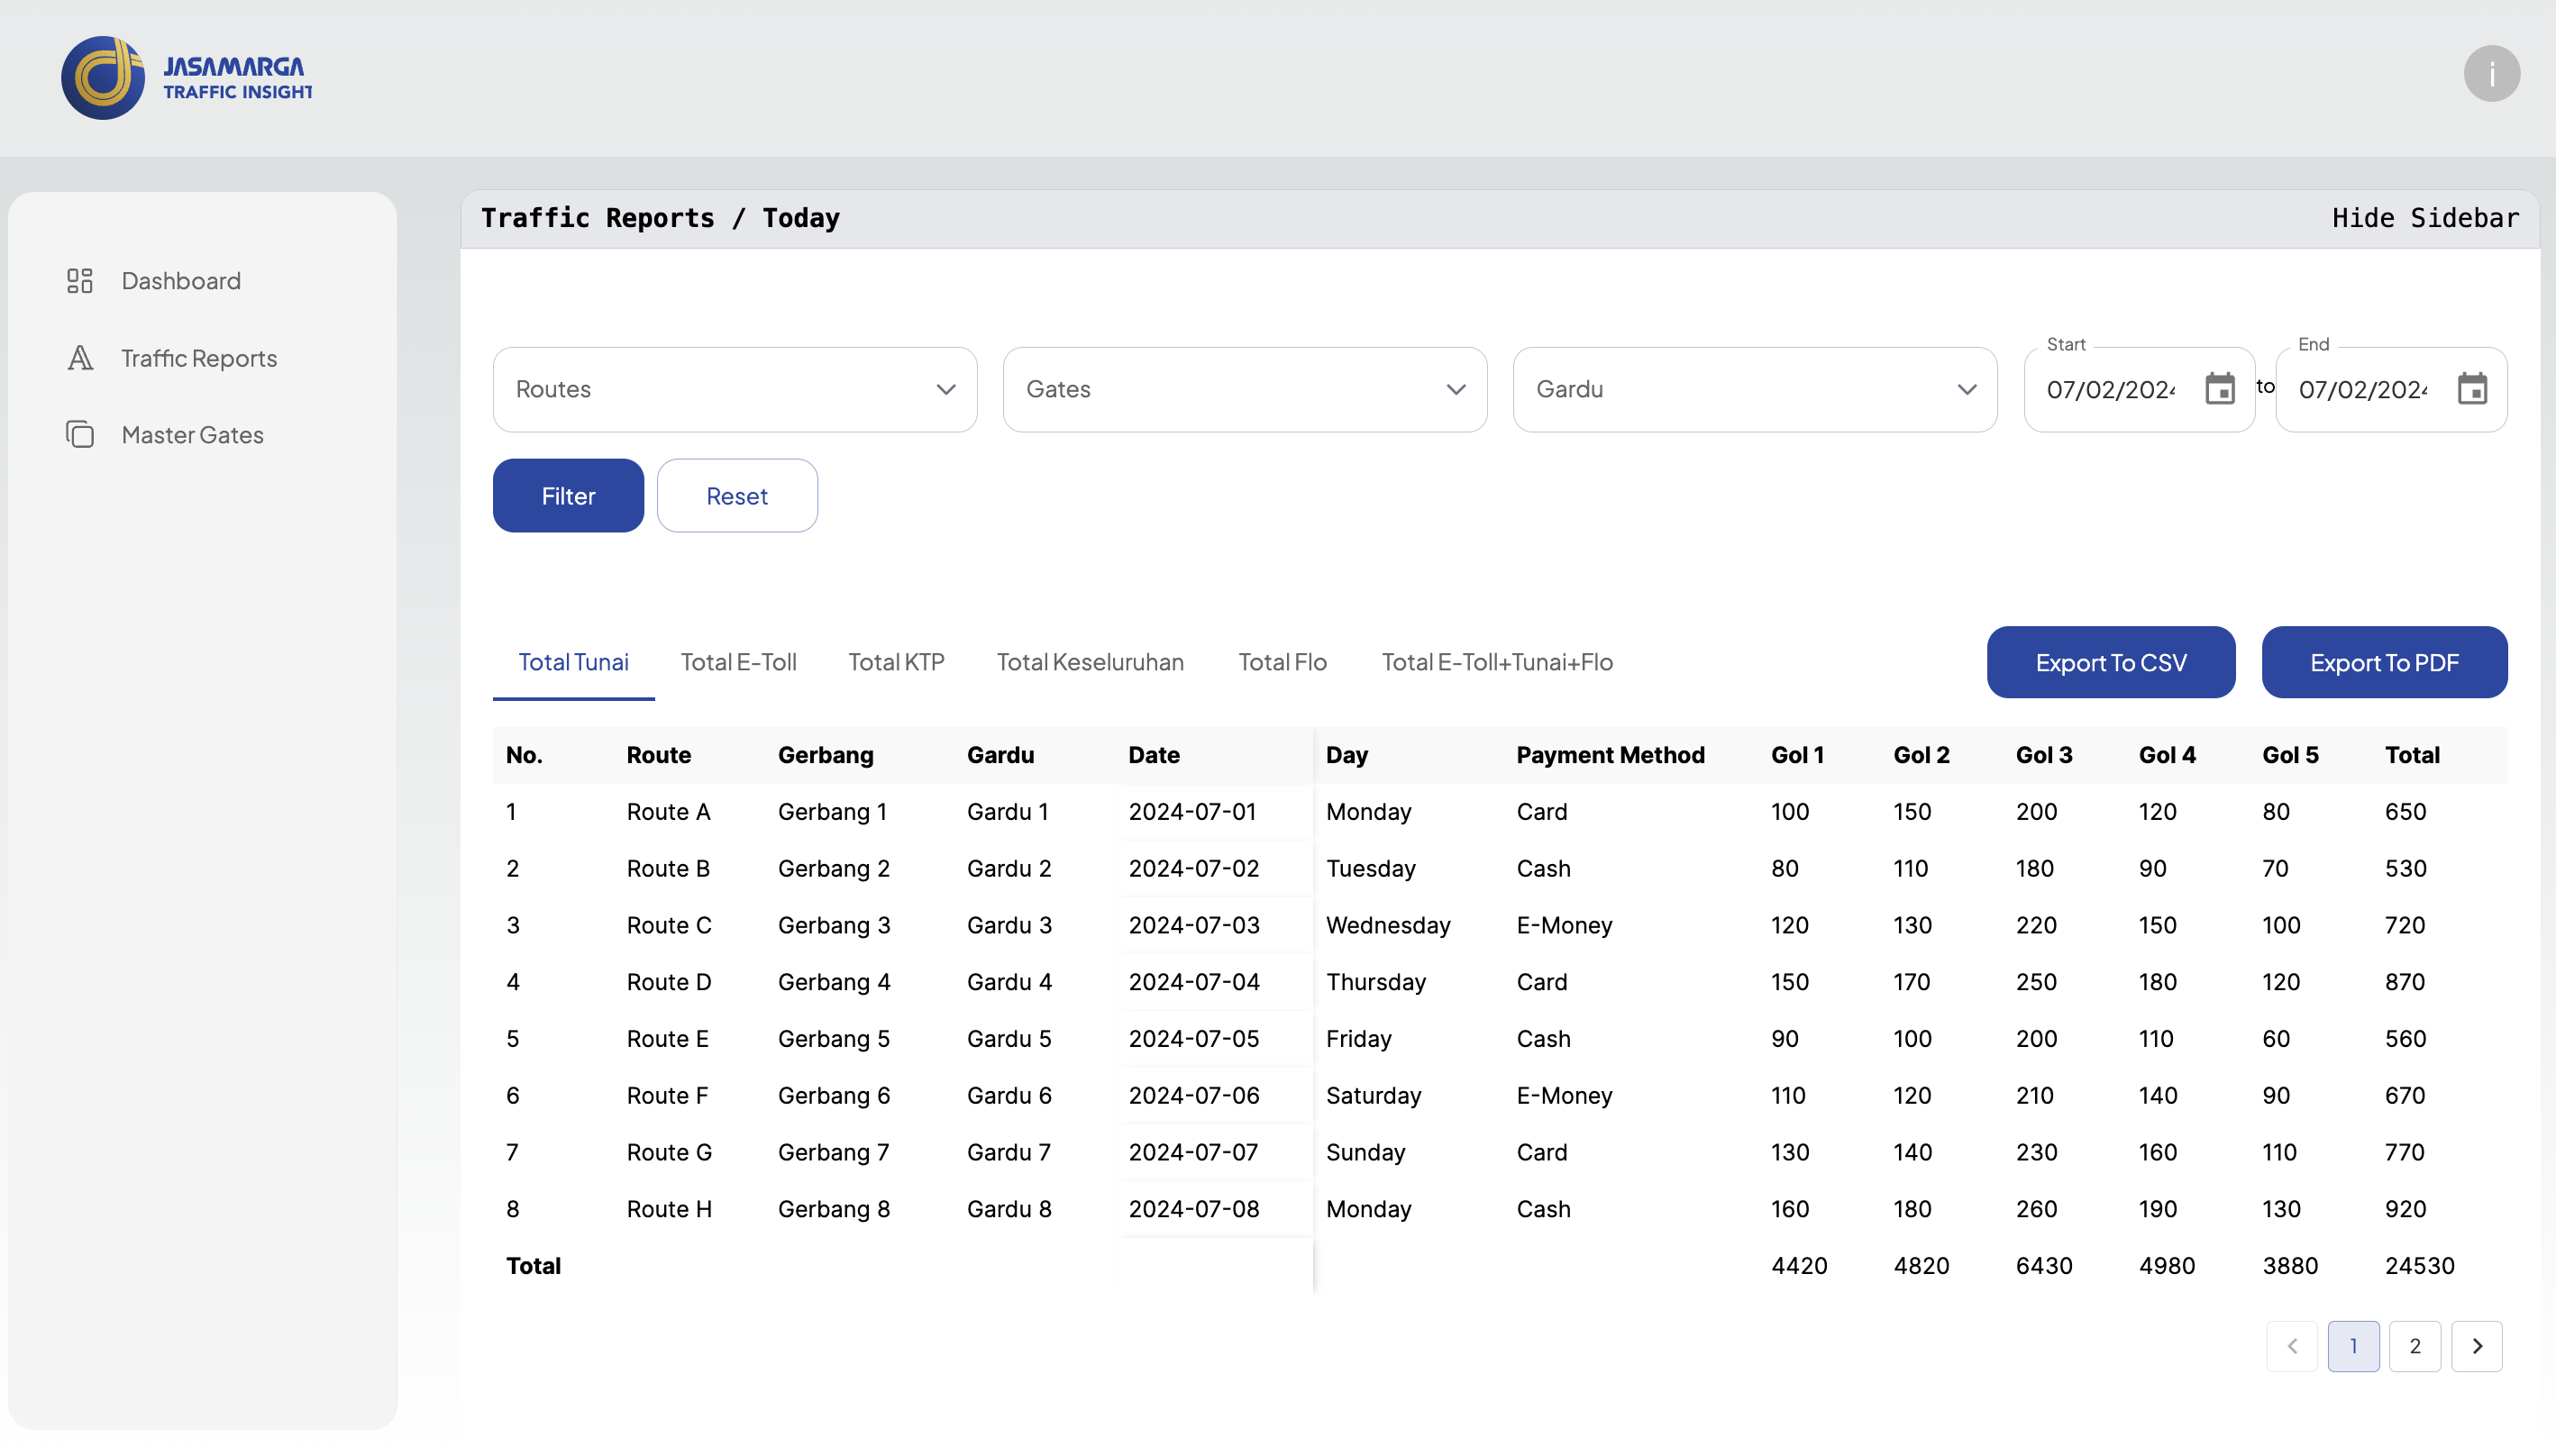 JASAMARGA
TRAFFIC INSIGHT
i
Dashboard
Traffic Reports
Master Gates
Traffic Reports / Today
Hide Sidebar
Routes
Gates
Gardu
Start
07/02/2024
to
End
07/02/2024
Filter
Reset
Total Tunai
Total E-Toll
Total KTP
Total Keseluruhan
Total Flo
Total E-Toll+Tunai+Flo
Export To CSV
Export To PDF
No. Route Gerbang Gardu Date Day Payment Method Gol 1 Gol 2 Gol 3 Gol 4 Gol 5 Total
1 Route A Gerbang 1 Gardu 1 2024-07-01 Monday Card 100 150 200 120 80 650
2 Route B Gerbang 2 Gardu 2 2024-07-02 Tuesday Cash 80 110 180 90 70 530
3 Route C Gerbang 3 Gardu 3 2024-07-03 Wednesday E-Money 120 130 220 150 100 720
4 Route D Gerbang 4 Gardu 4 2024-07-04 Thursday Card 150 170 250 180 120 870
5 Route E Gerbang 5 Gardu 5 2024-07-05 Friday Cash 90 100 200 110 60 560
6 Route F Gerbang 6 Gardu 6 2024-07-06 Saturday E-Money 110 120 210 140 90 670
7 Route G Gerbang 7 Gardu 7 2024-07-07 Sunday Card 130 140 230 160 110 770
8 Route H Gerbang 8 Gardu 8 2024-07-08 Monday Cash 160 180 260 190 130 920
Total 4420 4820 6430 4980 3880 24530
1 2